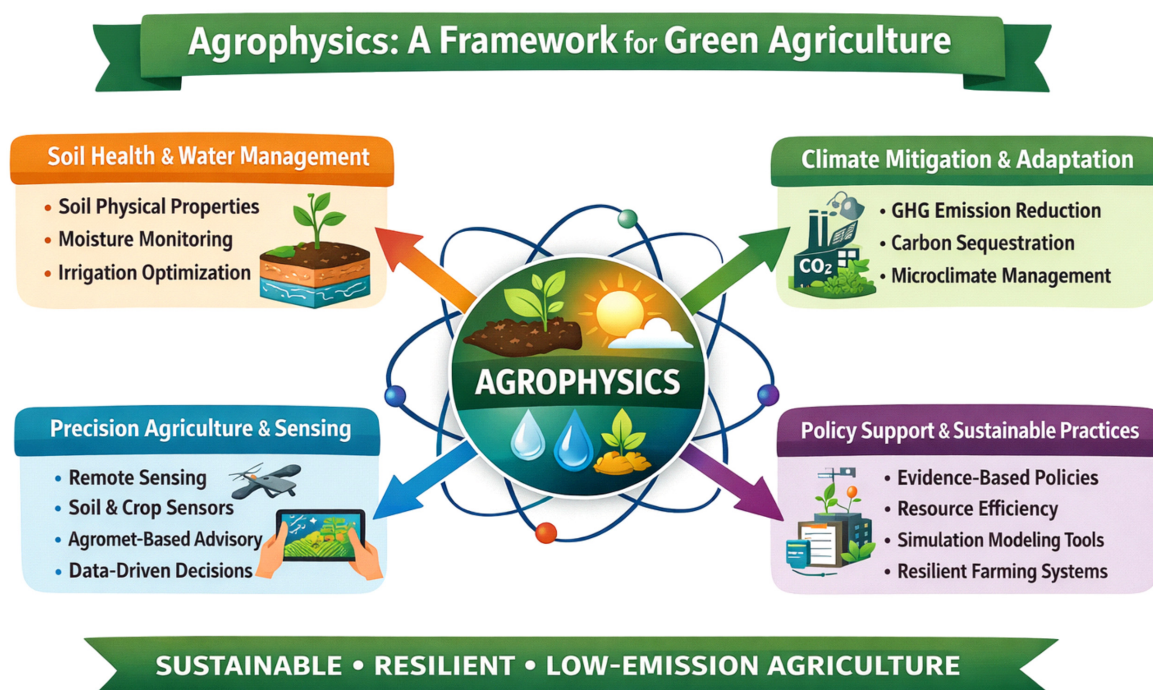 Agrophysics: A Framework for Green Agriculture
Soil Health & Water Management
• Soil Physical Properties
• Moisture Monitoring
• Irrigation Optimization
Climate Mitigation & Adaptation
CO₂
• GHG Emission Reduction
• Carbon Sequestration
• Microclimate Management
AGROPHYSICS
Precision Agriculture & Sensing
• Remote Sensing
• Soil & Crop Sensors
• Agromet-Based Advisory
• Data-Driven Decisions
Policy Support & Sustainable Practices
• Evidence-Based Policies
• Resource Efficiency
• Simulation Modeling Tools
• Resilient Farming Systems
SUSTAINABLE • RESILIENT • LOW-EMISSION AGRICULTURE